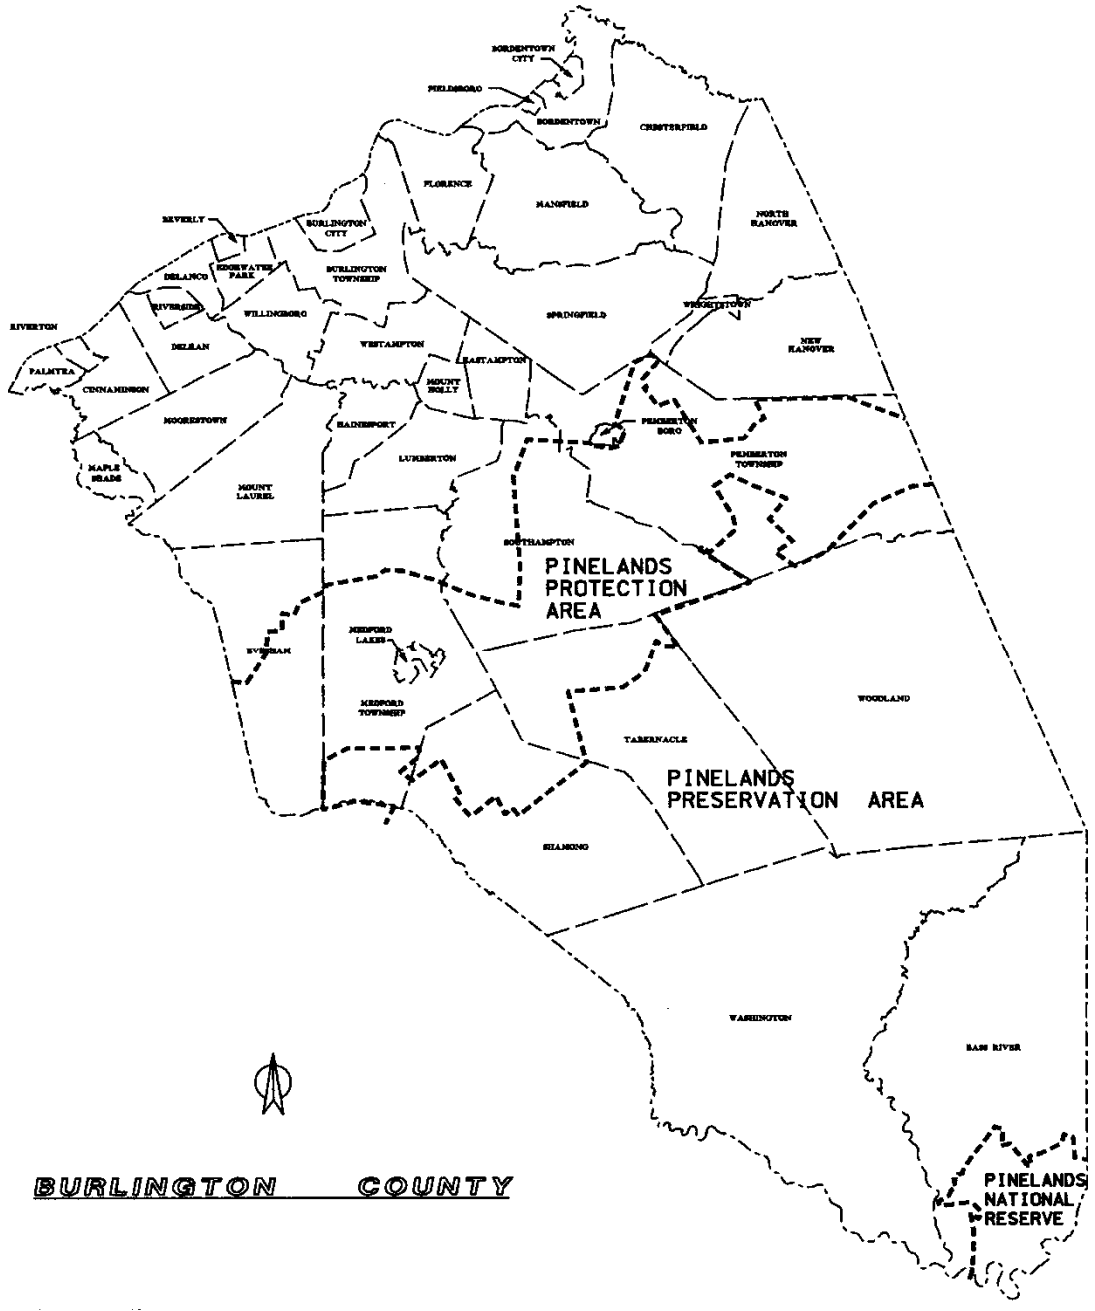 BORDENTOWN
CITY
FIELDSBORO
BORDENTOWN
CHESTERFIELD
FLORENCE
MANSFIELD
NORTH
HANOVER
BEVERLY
BURLINGTON
CITY
DELANCO
EDGEWATER
PARK
BURLINGTON
TOWNSHIP
RIVERSIDE
WILLINGBORO
SPRINGFIELD
WRIGHTSTOWN
RIVERTON
DELRAN
WESTAMPTON
NEW
HANOVER
PALMYRA
CINNAMINSON
EASTAMPTON
MOUNT
HOLLY
MOORESTOWN
HAINESPORT
PEMBERTON
BORO
MAPLE
SHADE
LUMBERTON
PEMBERTON
TOWNSHIP
MOUNT
LAUREL
SOUTHAMPTON
PINELANDS
PROTECTION
AREA
MEDFORD
LAKES
EVESHAM
MEDFORD
TOWNSHIP
WOODLAND
TABERNACLE
PINELANDS
PRESERVATION AREA
SHAMONG
WASHINGTON
BASS RIVER
BURLINGTON COUNTY
PINELANDS
NATIONAL
RESERVE